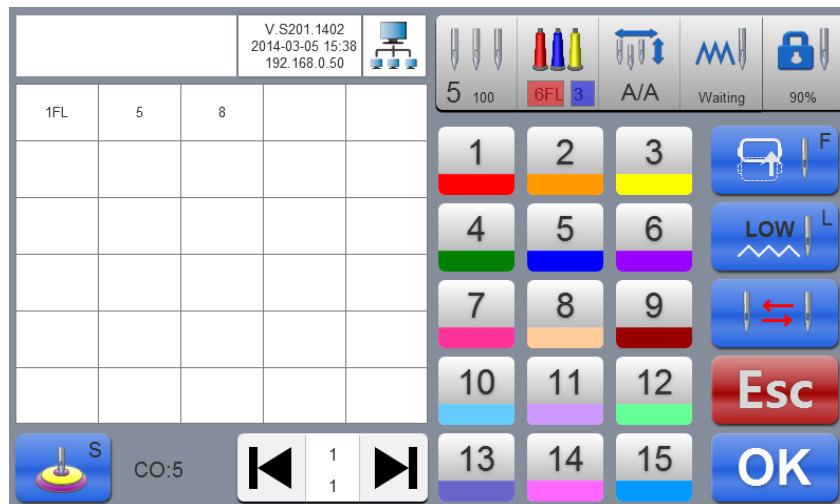 V.S201.1402
2014-03-05 15:38
192.168.0.50
5 100
6FL 3
A/A
Waiting
90%
1FL 5 8
1 2 3
F
4 5 6
LOW L
7 8 9
10 11 12
Esc
S
CO:5
1
1
13 14 15
OK